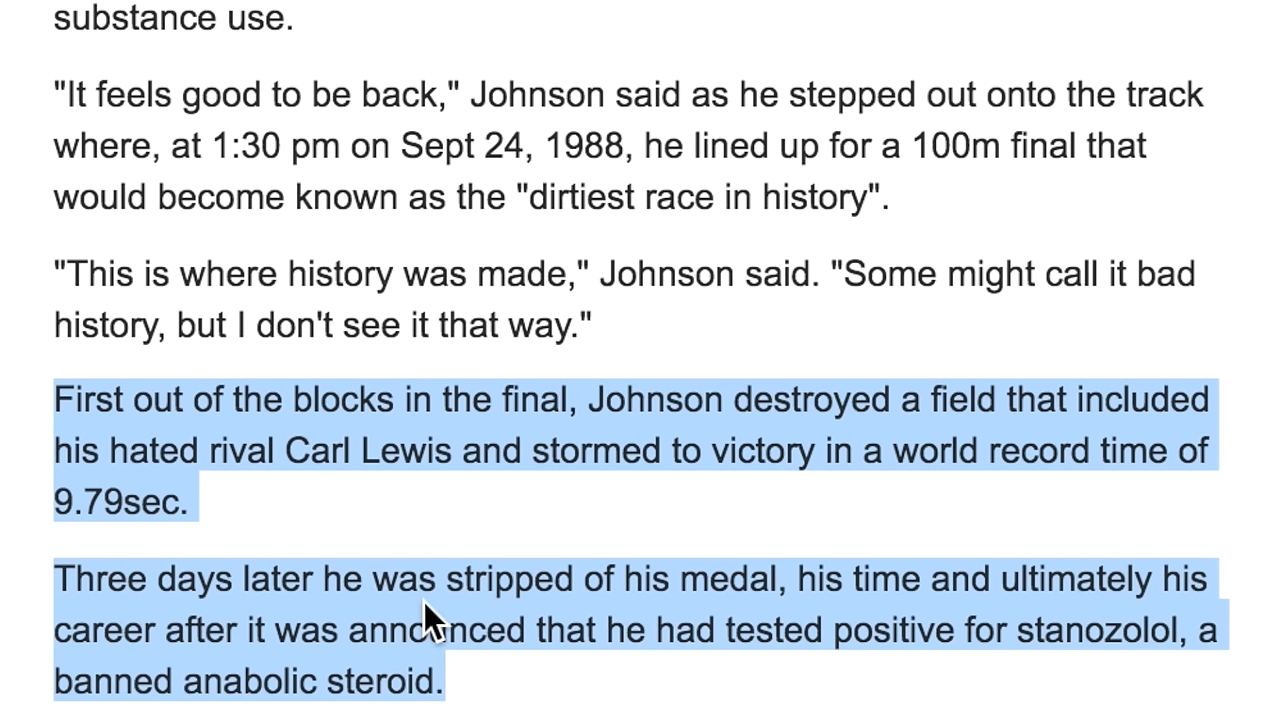 substance use.
"It feels good to be back," Johnson said as he stepped out onto the track
where, at 1:30 pm on Sept 24, 1988, he lined up for a 100m final that
would become known as the "dirtiest race in history".
"This is where history was made," Johnson said. "Some might call it bad
history, but I don't see it that way."
First out of the blocks in the final, Johnson destroyed a field that included
his hated rival Carl Lewis and stormed to victory in a world record time of
9.79sec.
Three days later he was stripped of his medal, his time and ultimately his
career after it was announced that he had tested positive for stanozolol, a
banned anabolic steroid.